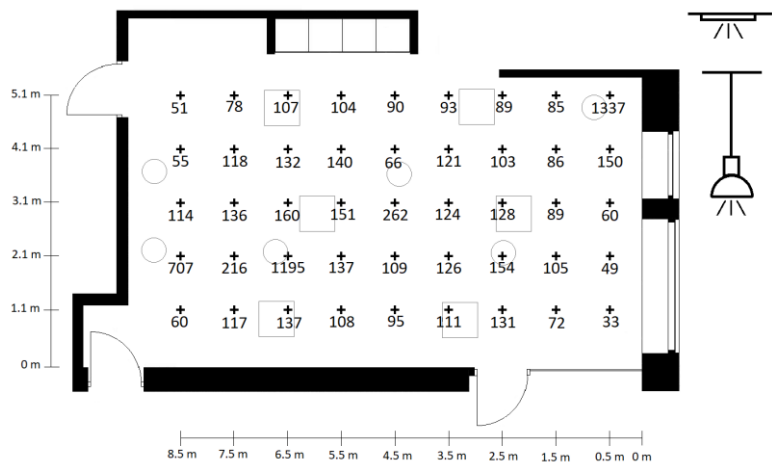 5.1 m 51 78 107 104 90 93 89 85 1337
4.1 m 55 118 132 140 66 121 103 86 150
3.1 m 114 136 160 151 262 124 128 89 60
2.1 m 707 216 1195 137 109 126 154 105 49
1.1 m 60 117 137 108 95 111 131 72 33
0 m
8.5 m 7.5 m 6.5 m 5.5 m 4.5 m 3.5 m 2.5 m 1.5 m 0.5 m 0 m